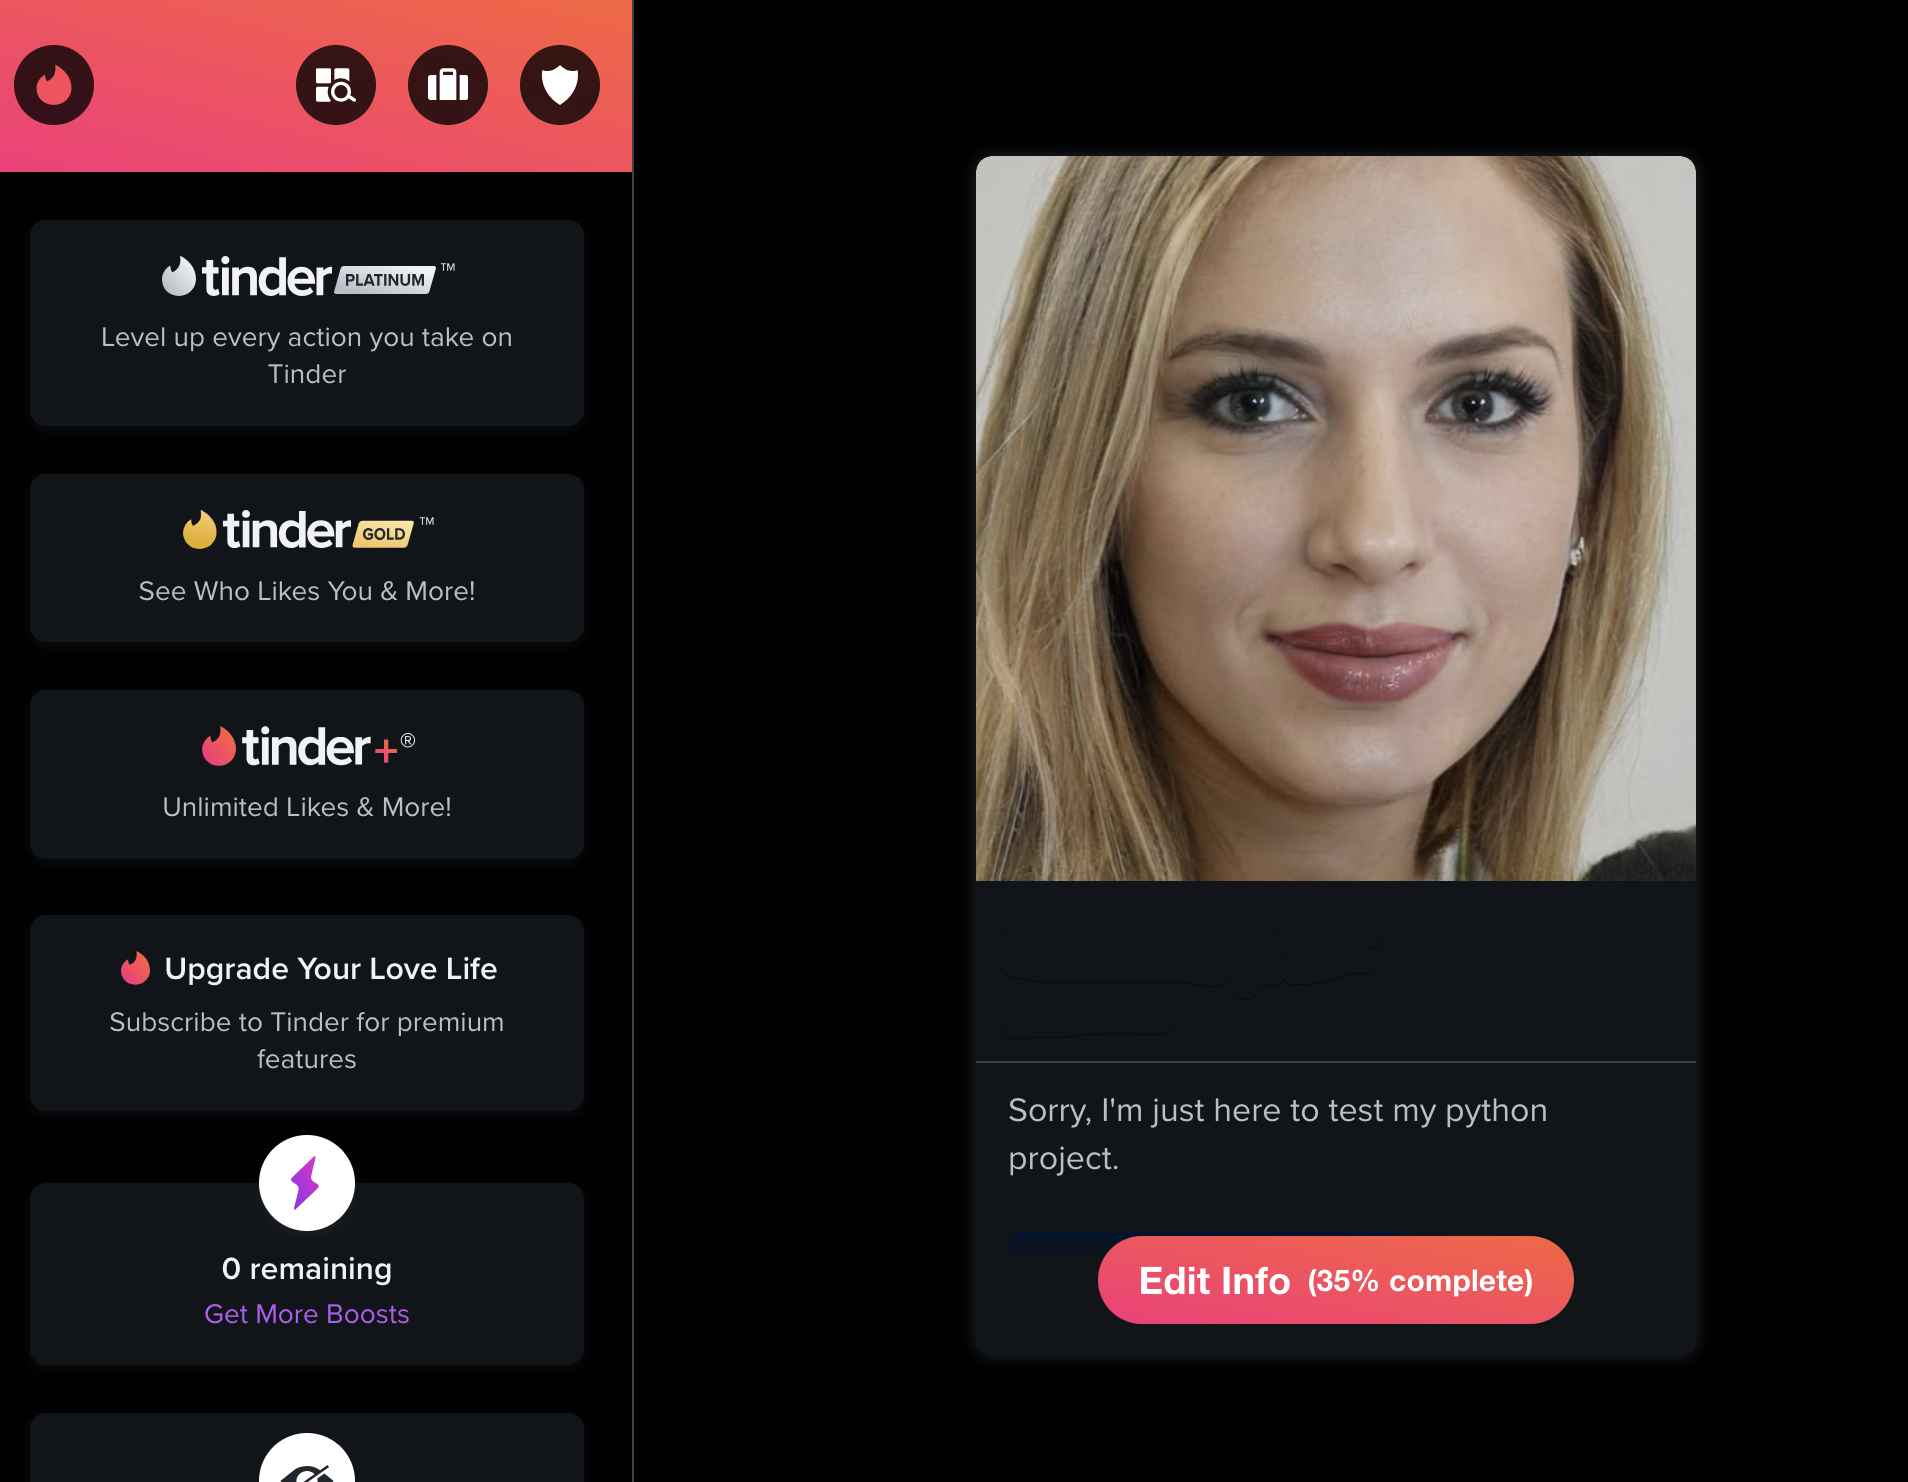 tinder PLATINUM ™
Level up every action you take on
Tinder
tinder GOLD ™
See Who Likes You & More!
tinder+®
Unlimited Likes & More!
Upgrade Your Love Life
Subscribe to Tinder for premium
features
0 remaining
Get More Boosts
Sorry, I'm just here to test my python
project.
Edit Info (35% complete)